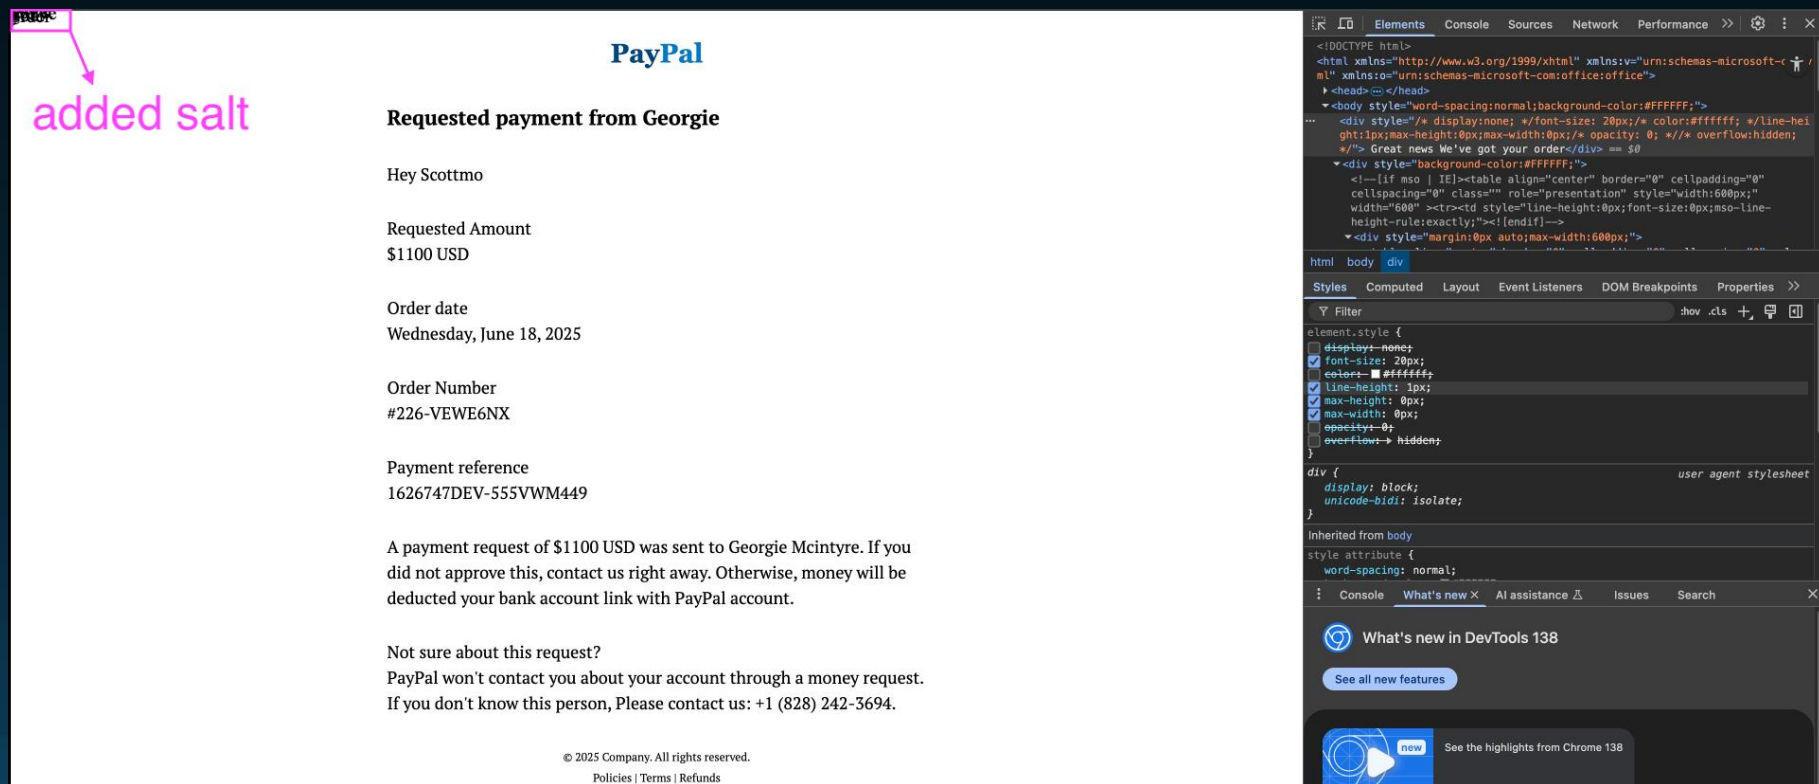 added salt
PayPal
Requested payment from Georgie
Hey Scottmo
Requested Amount
$1100 USD
Order date
Wednesday, June 18, 2025
Order Number
#226-VEWE6NX
Payment reference
1626747DEV-555VWM449
A payment request of $1100 USD was sent to Georgie Mcintyre. If you
did not approve this, contact us right away. Otherwise, money will be
deducted your bank account link with PayPal account.
Not sure about this request?
PayPal won't contact you about your account through a money request.
If you don't know this person, Please contact us: +1 (828) 242-3694.
© 2025 Company. All rights reserved.
Policies | Terms | Refunds
Elements Console Sources Network Performance
<!DOCTYPE html>
<html xmlns="http://www.w3.org/1999/xhtml" xmlns:v="urn:schemas-microsoft-c
ml" xmlns:o="urn:schemas-microsoft-com:office:office">
<head> </head>
<body style="word-spacing:normal;background-color:#FFFFFF;">
<div style="/* display:none; */font-size: 20px;/* color:#ffffff; */line-hei
ght:1px;max-height:0px;max-width:0px;/* opacity: 0; *//* overflow:hidden;
*/"> Great news We've got your order</div> == $0
<div style="background-color:#FFFFFF;">
<!--[if mso | IE]><table align="center" border="0" cellpadding="0"
cellspacing="0" class="" role="presentation" style="width:600px;"
width="600" ><tr><td style="line-height:0px;font-size:0px;mso-line-
height-rule:exactly;"><![endif]-->
<div style="margin:0px auto;max-width:600px;">
html body div
Styles Computed Layout Event Listeners DOM Breakpoints Properties
Filter :hov .cls
element.style {
display: none;
font-size: 20px;
color: #ffffff;
line-height: 1px;
max-height: 0px;
max-width: 0px;
opacity: 0;
overflow: hidden;
}
div { user agent stylesheet
display: block;
unicode-bidi: isolate;
}
Inherited from body
style attribute {
word-spacing: normal;
Console What's new AI assistance Issues Search
What's new in DevTools 138
See all new features
new See the highlights from Chrome 138